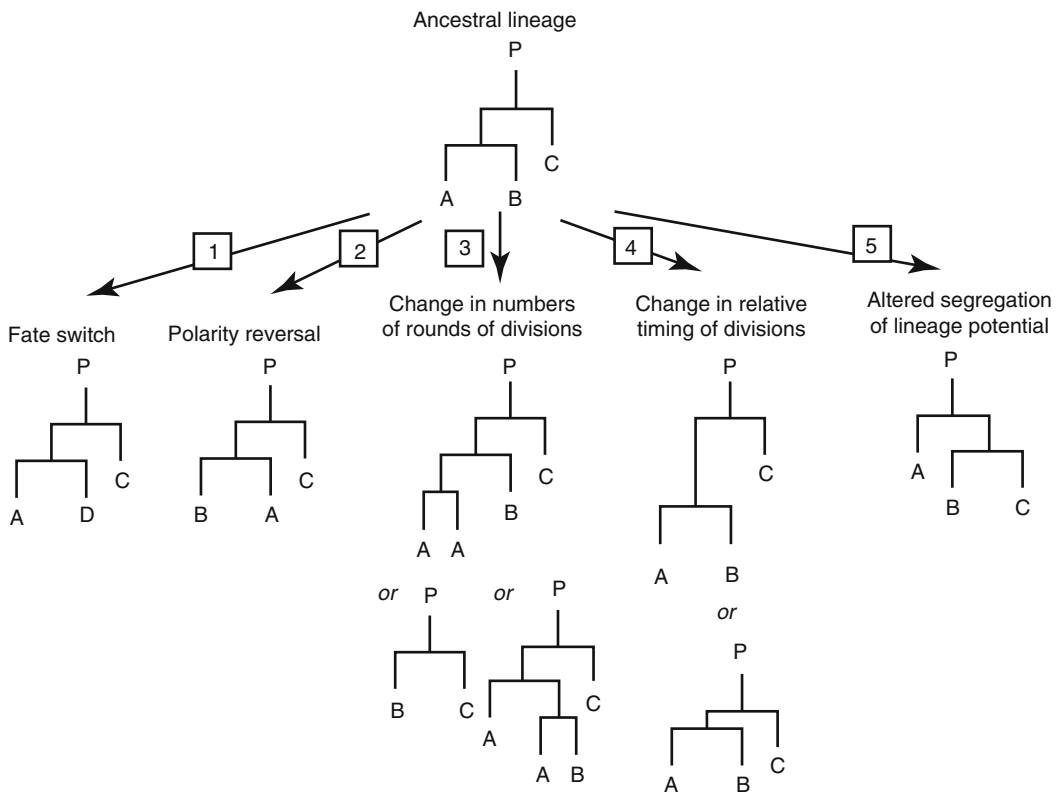 Ancestral lineage
P
C
A B
1 2 3 4 5
Fate switch
P
C
A D
Polarity reversal
P
C
B A
Change in numbers
of rounds of divisions
P
C
B
A A
or P
B C
or P
C
A
A B
Change in relative
timing of divisions
P
C
A B
or
P
C
A B
Altered segregation
of lineage potential
P
A
B C